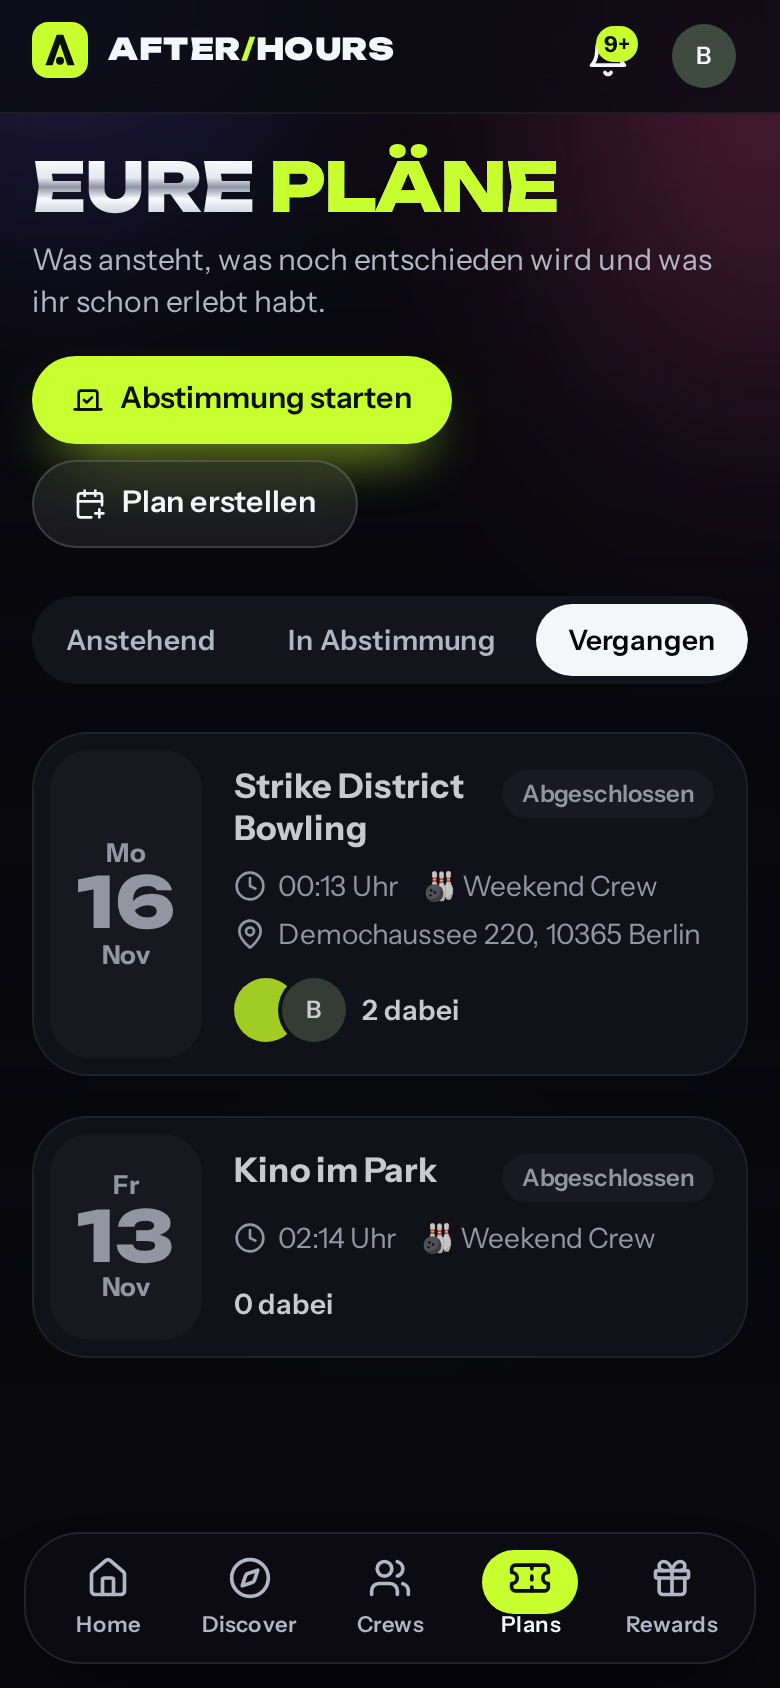 AFTER/HOURS
9+
B
EURE PLÄNE
Was ansteht, was noch entschieden wird und was
ihr schon erlebt habt.
Abstimmung starten
Plan erstellen
Anstehend In Abstimmung Vergangen
Mo
16
Nov
Strike District
Bowling
Abgeschlossen
00:13 Uhr Weekend Crew
Demochaussee 220, 10365 Berlin
B 2 dabei
Fr
13
Nov
Kino im Park
Abgeschlossen
02:14 Uhr Weekend Crew
0 dabei
Home Discover Crews Plans Rewards